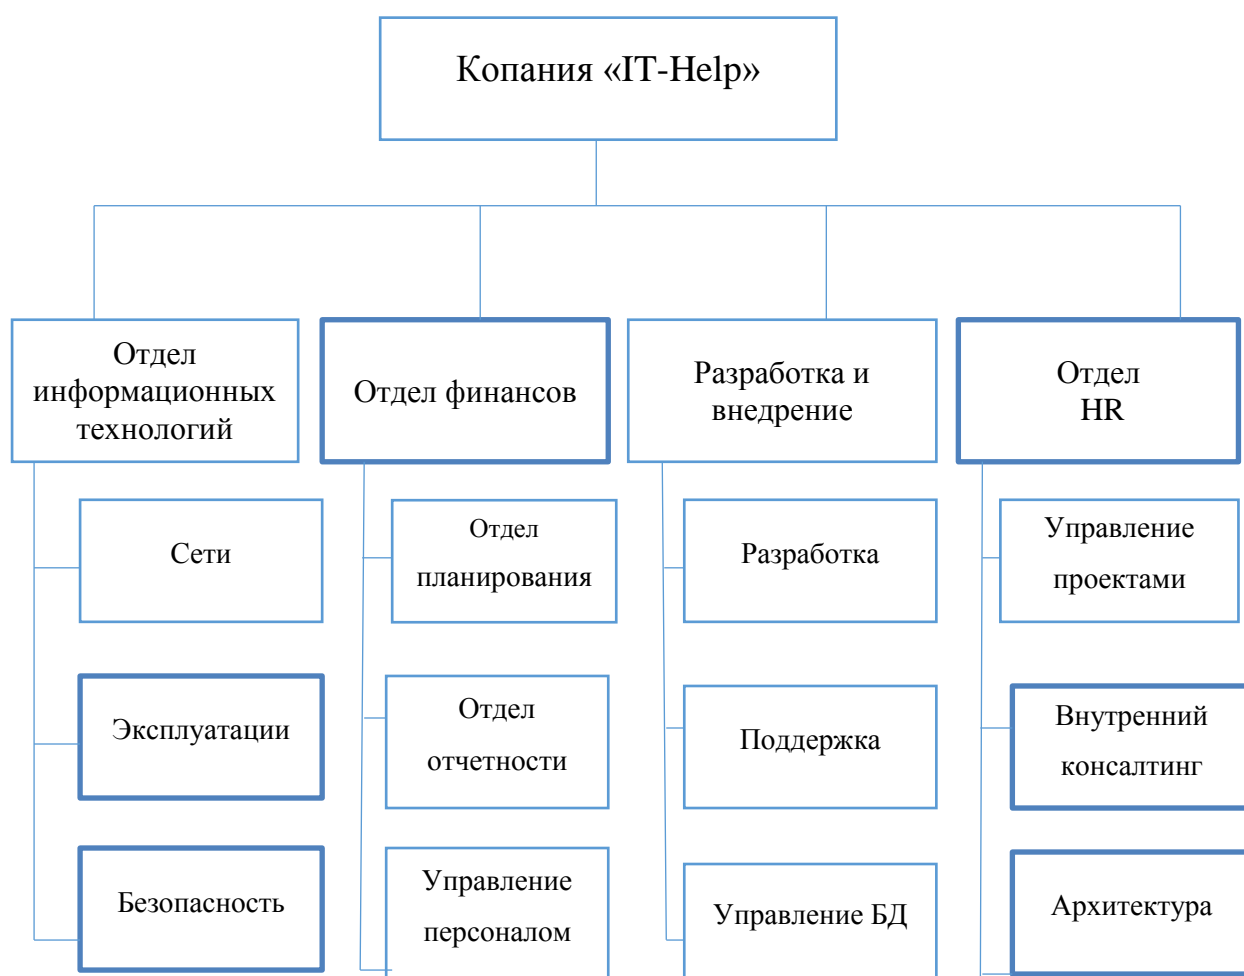 Копания «IT-Help»
Отдел
информационных
технологий
Отдел финансов
Разработка и
внедрение
Отдел
HR
Сети
Отдел
планирования
Разработка
Управление
проектами
Эксплуатации
Отдел
отчетности
Поддержка
Внутренний
консалтинг
Безопасность
Управление
персоналом
Управление БД
Архитектура